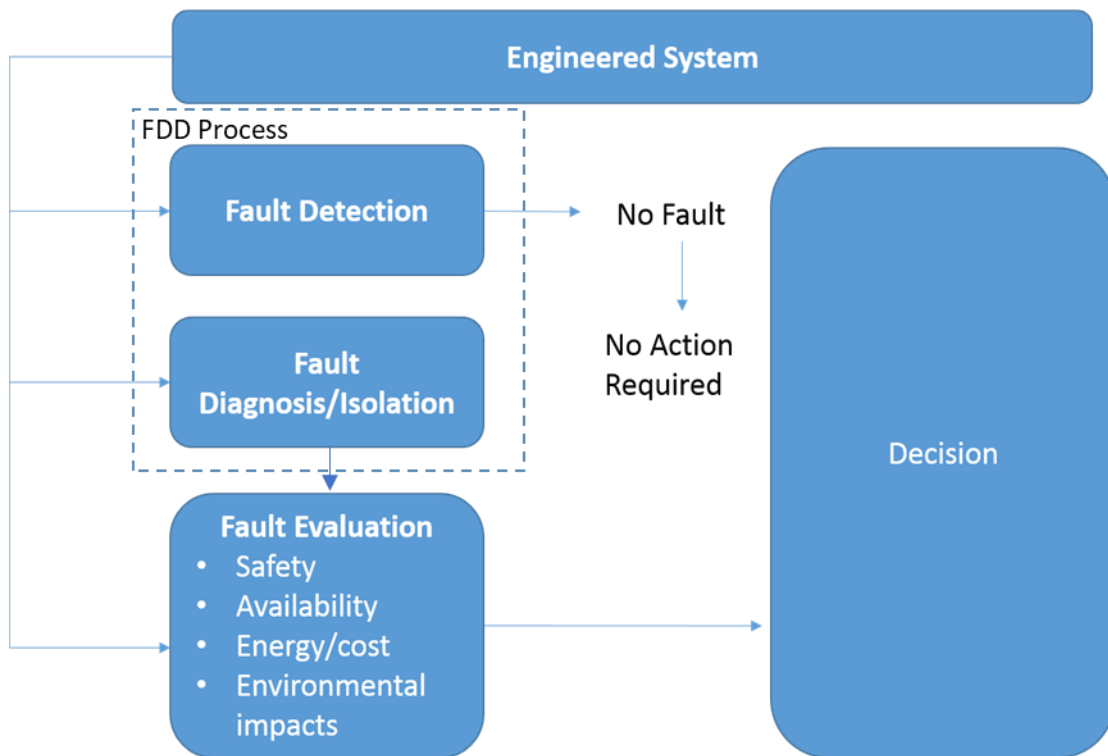 Engineered System
FDD Process
Fault Detection
No Fault
No Action
Required
Fault
Diagnosis/Isolation
Decision
Fault Evaluation
• Safety
• Availability
• Energy/cost
• Environmental
impacts